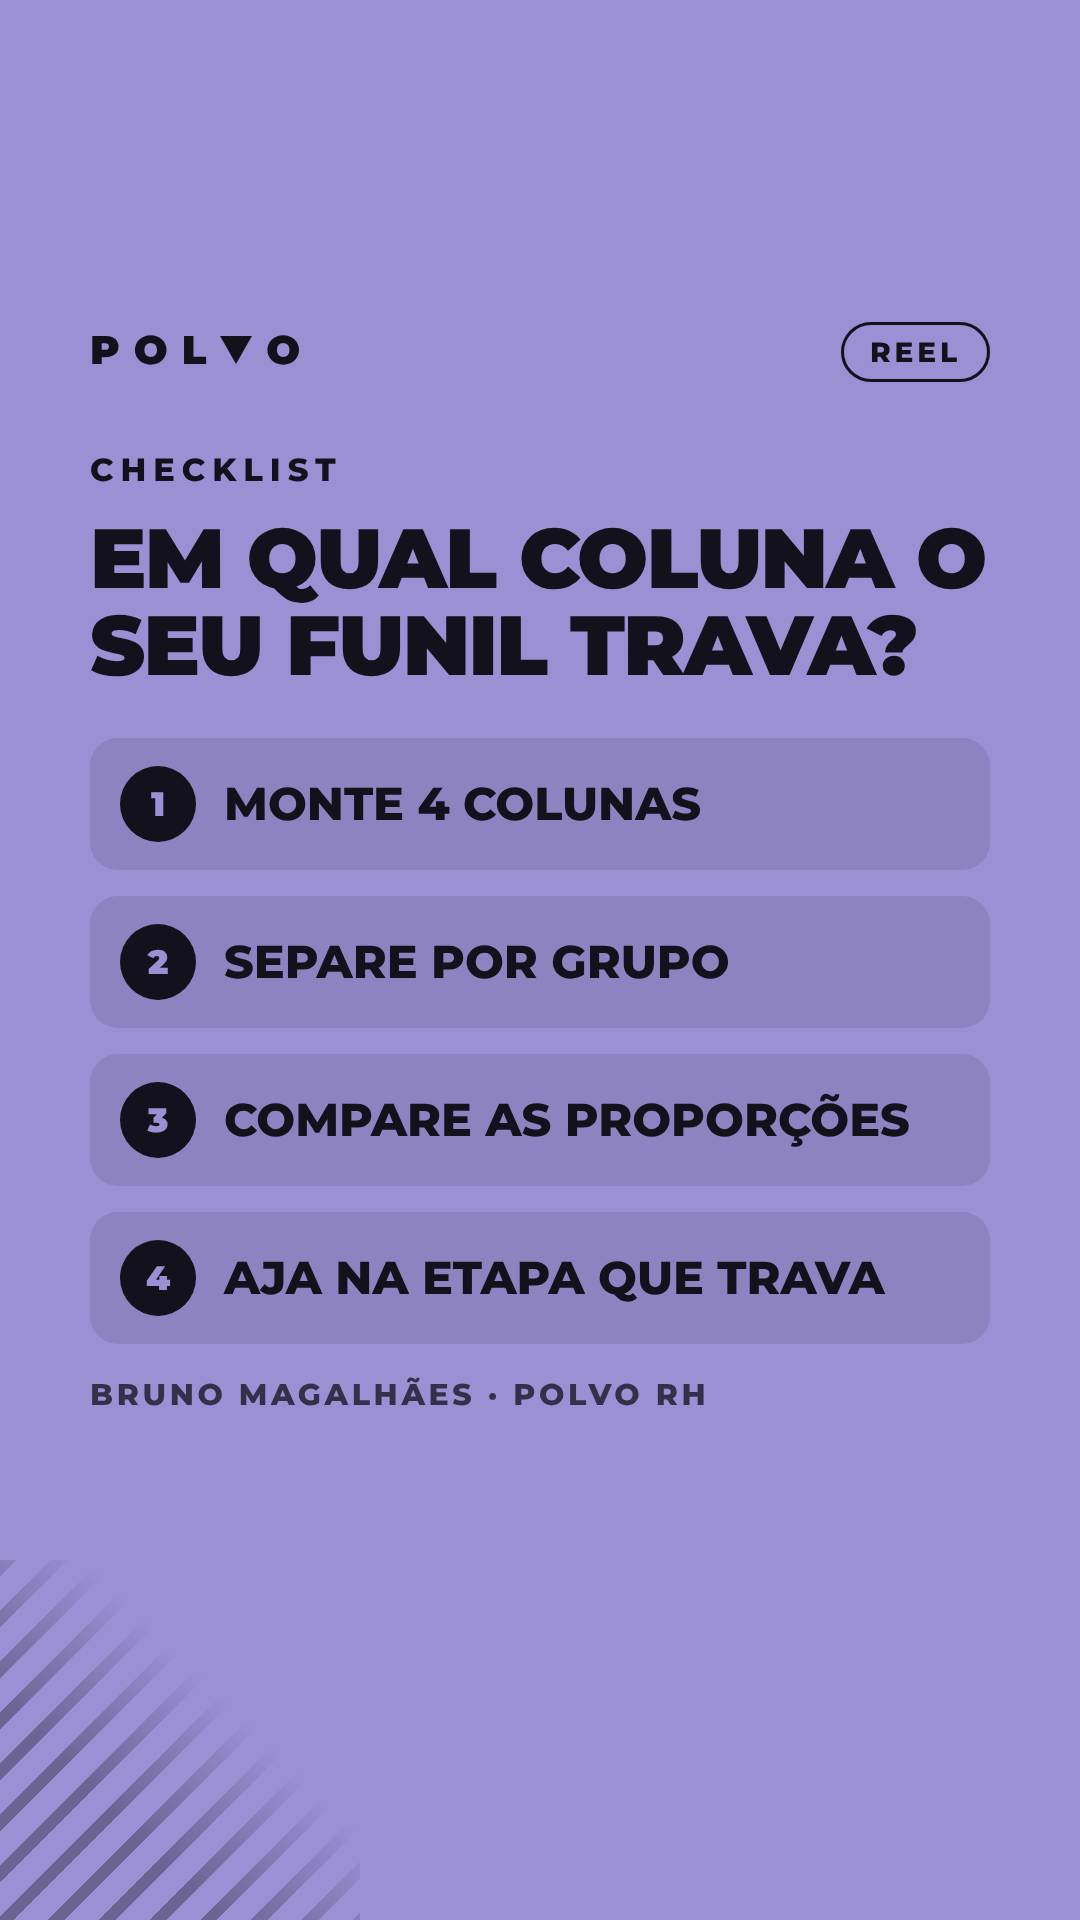 POLVO
REEL
CHECKLIST
EM QUAL COLUNA O
SEU FUNIL TRAVA?
1 MONTE 4 COLUNAS
2 SEPARE POR GRUPO
3 COMPARE AS PROPORÇÕES
4 AJA NA ETAPA QUE TRAVA
BRUNO MAGALHÃES • POLVO RH